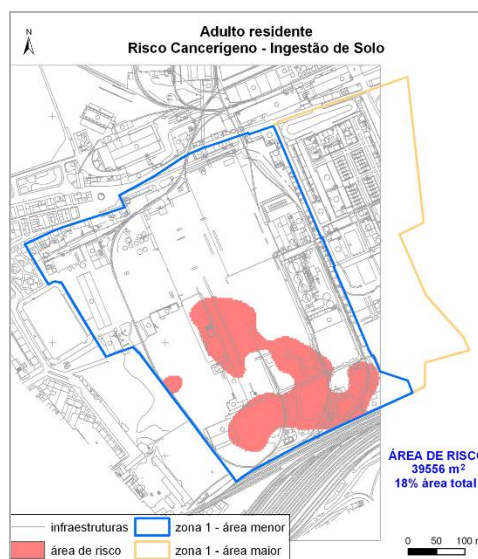 Adulto residente
Risco Cancerígeno - Ingestão de Solo
N
ÁREA DE RISCO
39556 m²
18% área total
infraestruturas
zona 1 - área menor
área de risco
zona 1 - área maior
0 50 100 m